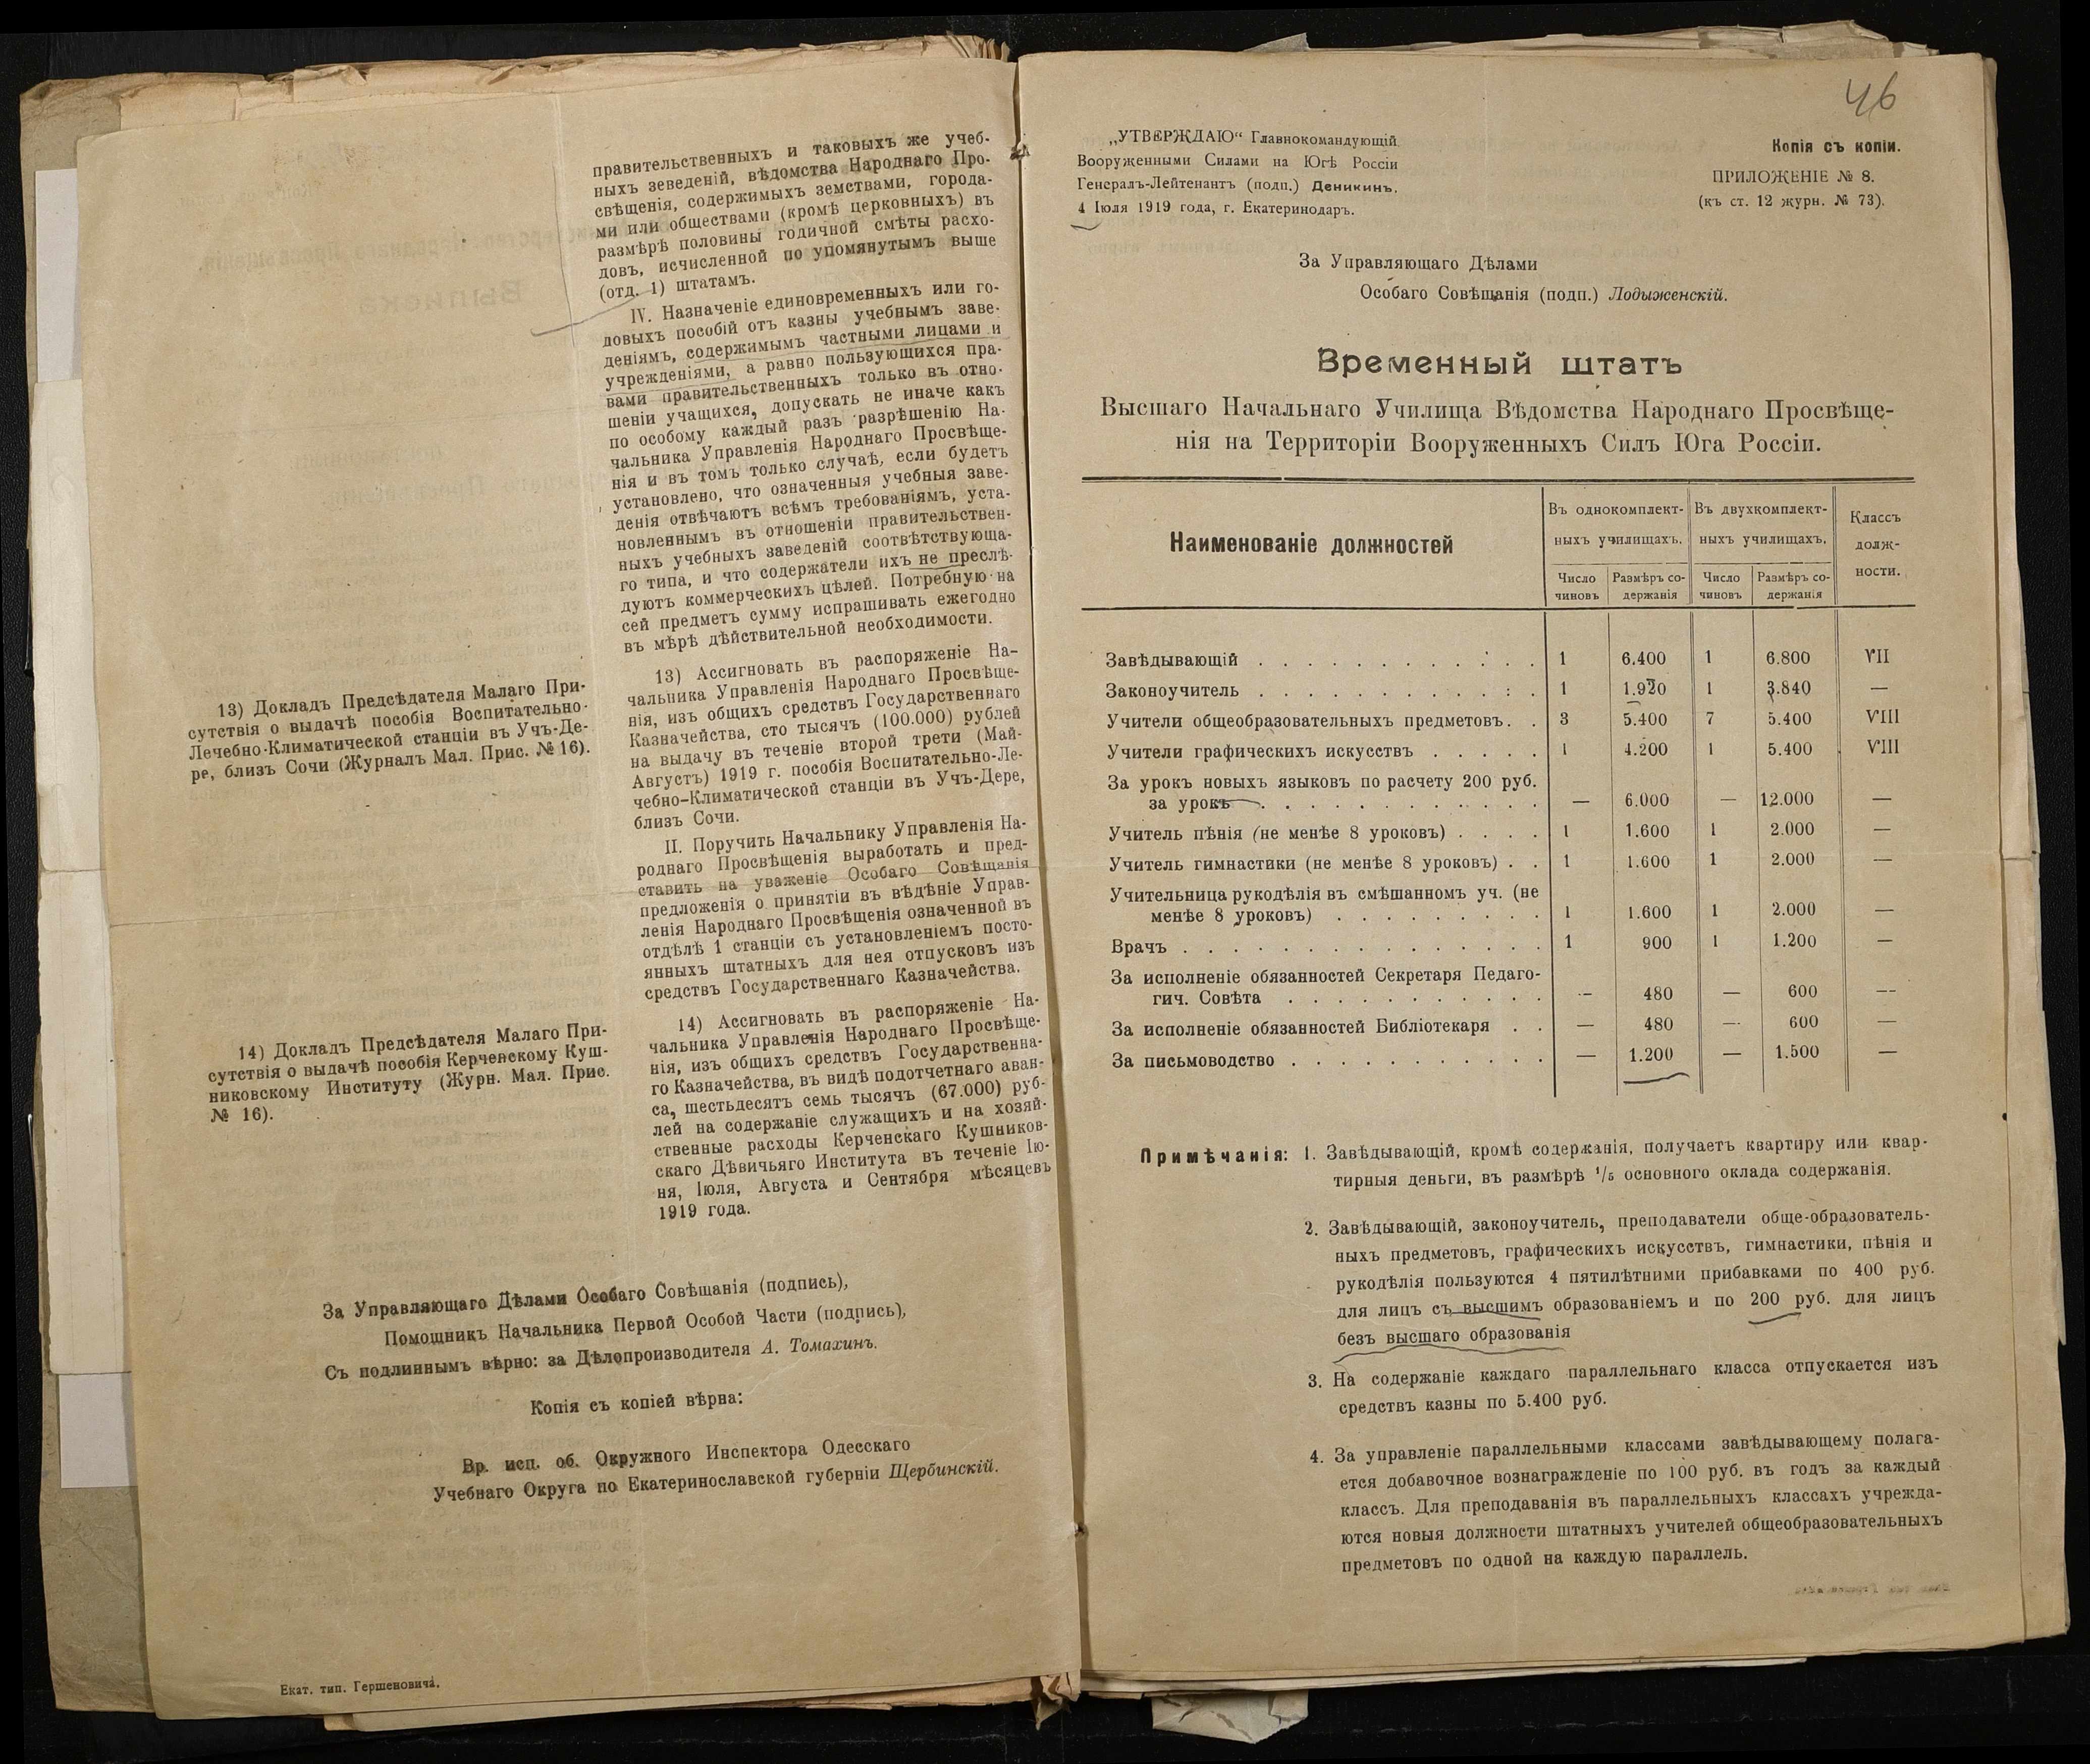 правительственныхъ и таковыхъ же учеб-
ныхъ зеведеній, вѣдомства Народнаго Про-
свѣщенія, содержимыхъ земствами, города-
ми или обществами (кромѣ церковныхъ) въ
размѣрѣ половины годичной смѣты расхо-
довъ, исчисленной по упомянутымъ выше
(отд. 1) штатамъ.
IV. Назначеніе единовременныхъ или го-
довыхъ пособій отъ казны учебнымъ заве-
деніямъ, содержимымъ частными лицами и
учрежденіями, а равно пользующихся пра-
вами правительственныхъ только въ отно-
шеніи учащихся, допускать не иначе какъ
по особому каждый разъ разрѣшенію На-
чальника Управленія Народнаго Просвѣще-
нія и въ томъ только случаѣ, если будетъ
установлено, что означенныя учебныя заве-
денія отвѣчаютъ всѣмъ требованіямъ, уста-
новленнымъ въ отношеніи правительствен-
ныхъ учебныхъ заведеній соотвѣтствующа-
го типа, и что содержатели ихъ не преслѣ-
дуютъ коммерческихъ цѣлей. Потребную на
сей предметъ сумму испрашивать ежегодно
въ мѣрѣ дѣйствительной необходимости.
13) Докладъ Предсѣдателя Малаго При-
сутствія о выдачѣ пособія Воспитательно-
Лечебно-Климатической станціи въ Учъ-Де-
ре, близъ Сочи (Журналъ Мал. Прис. № 16).
13) Ассигновать въ распоряженіе На-
чальника Управленія Народнаго Просвѣще-
нія, изъ общихъ средствъ Государственнаго
Казначейства, сто тысячъ (100.000) рублей
на выдачу въ теченіе второй трети (Май-
Августъ) 1919 г. пособія Воспитательно-Ле-
чебно-Климатической станціи въ Учъ-Дере,
близъ Сочи.
II. Поручить Начальнику Управленія На-
роднаго Просвѣщенія выработать и пред-
ставить на уваженіе Особаго Совѣщанія
предложенія о принятіи въ вѣдѣніе Управ-
ленія Народнаго Просвѣщенія означенной въ
отдѣлѣ 1 станціи съ установленіемъ посто-
янныхъ штатныхъ для нея отпусковъ изъ
средствъ Государственнаго Казначейства.
14) Докладъ Предсѣдателя Малаго При-
сутствія о выдачѣ пособія Керченскому Куш-
никовскому Институту (Журн. Мал. Прис.
№ 16).
14) Ассигновать въ распоряженіе На-
чальника Управленія Народнаго Просвѣще-
нія, изъ общихъ средствъ Государственна-
го Казначейства, въ видѣ подотчетнаго аван-
са, шестьдесятъ семь тысячъ (67.000) руб-
лей на содержаніе служащихъ и на хозяй-
ственные расходы Керченскаго Кушников-
скаго Дѣвичьяго Института въ теченіе Ію-
ня, Іюля, Августа и Сентября мѣсяцевъ
1919 года.
За Управляющаго Дѣлами Особаго Совѣщанія (подпись),
Помощникъ Начальника Первой Особой Части (подпись),
Съ подлиннымъ вѣрно: за Дѣлопроизводителя А. Томахинъ.
Копія съ копіей вѣрна:
Вр. исп. об. Окружного Инспектора Одесскаго
Учебнаго Округа по Екатеринославской губерніи Щербинскій.
Екат. тип. Гершеновича.
46
„УТВЕРЖДАЮ“ Главнокомандующій
Вооруженными Силами на Югѣ Россіи
Генералъ-Лейтенантъ (подп.) Деникинъ.
4 Іюля 1919 года, г. Екатеринодаръ.
Копія съ копіи.
ПРИЛОЖЕНІЕ № 8.
(къ ст. 12 журн. № 73).
За Управляющаго Дѣлами
Особаго Совѣщанія (подп.) Лодыженскій.
Временный штатъ
Высшаго Начальнаго Училища Вѣдомства Народнаго Просвѣще-
нія на Территоріи Вооруженныхъ Силъ Юга Россіи.
Наименованіе должностей
Въ однокомплект-
ныхъ училищахъ.
Въ двухкомплект-
ныхъ училищахъ.
Классъ
долж-
ности.
Число
чиновъ
Размѣръ со-
держанія
Число
чиновъ
Размѣръ со-
держанія
Завѣдывающій . . . . . . . . . . . . 1 6.400 1 6.800 VII
Законоучитель . . . . . . . . . . . : . 1 1.920 1 3.840 —
Учители общеобразовательныхъ предметовъ. . 3 5.400 7 5.400 VIII
Учители графическихъ искусствъ . . . . . 1 4.200 1 5.400 VIII
За урокъ новыхъ языковъ по расчету 200 руб.
за урокъ . . . . . . . . . . . . — 6.000 — 12.000 —
Учитель пѣнія (не менѣе 8 уроковъ) . . . . 1 1.600 1 2.000 —
Учитель гимнастики (не менѣе 8 уроковъ) . . 1 1.600 1 2.000 —
Учительница рукодѣлія въ смѣшанномъ уч. (не
менѣе 8 уроковъ) . . . . . . . . . . 1 1.600 1 2.000 —
Врачъ . . . . . . . . . . . . . . . 1 900 1 1.200 —
За исполненіе обязанностей Секретаря Педаго-
гич. Совѣта . . . . . . . . . . . — 480 — 600 —
За исполненіе обязанностей Библіотекаря . . — 480 — 600 —
За письмоводство . . . . . . . . . . . — 1.200 — 1.500 —
Примѣчанія: 1. Завѣдывающій, кромѣ содержанія, получаетъ квартиру или квар-
тирныя деньги, въ размѣрѣ 1/5 основного оклада содержанія.
2. Завѣдывающій, законоучитель, преподаватели обще-образователь-
ныхъ предметовъ, графическихъ искусствъ, гимнастики, пѣнія и
рукодѣлія пользуются 4 пятилѣтними прибавками по 400 руб.
для лицъ съ высшимъ образованіемъ и по 200 руб. для лицъ
безъ высшаго образованія
3. На содержаніе каждаго параллельнаго класса отпускается изъ
средствъ казны по 5.400 руб.
4. За управленіе параллельными классами завѣдывающему полага-
ется добавочное вознагражденіе по 100 руб. въ годъ за каждый
классъ. Для преподаванія въ параллельныхъ классахъ учрежда-
ются новыя должности штатныхъ учителей общеобразовательныхъ
предметовъ по одной на каждую параллель.